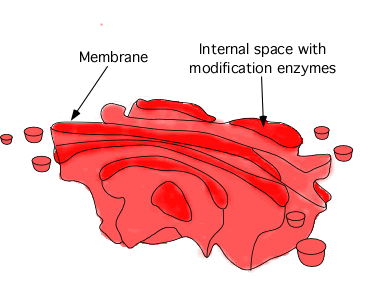 Membrane
Internal space with
modification enzymes